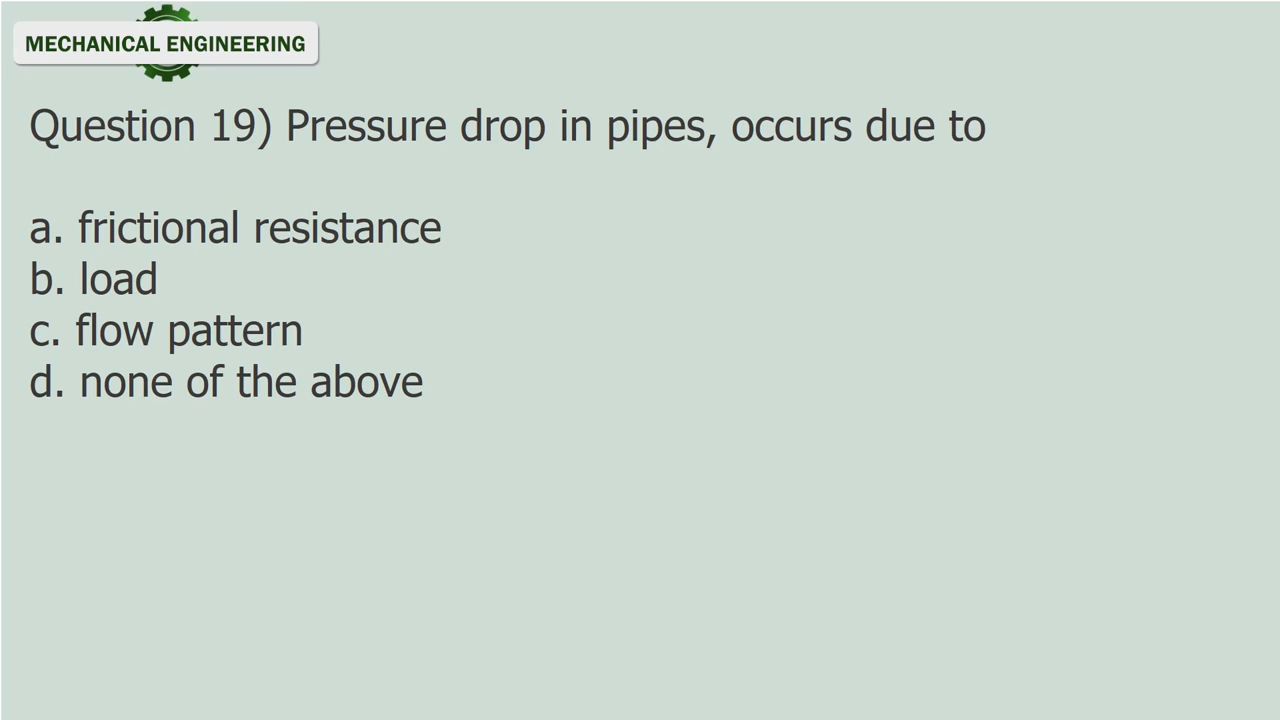 MECHANICAL ENGINEERING
Question 19) Pressure drop in pipes, occurs due to
a. frictional resistance
b. load
c. flow pattern
d. none of the above